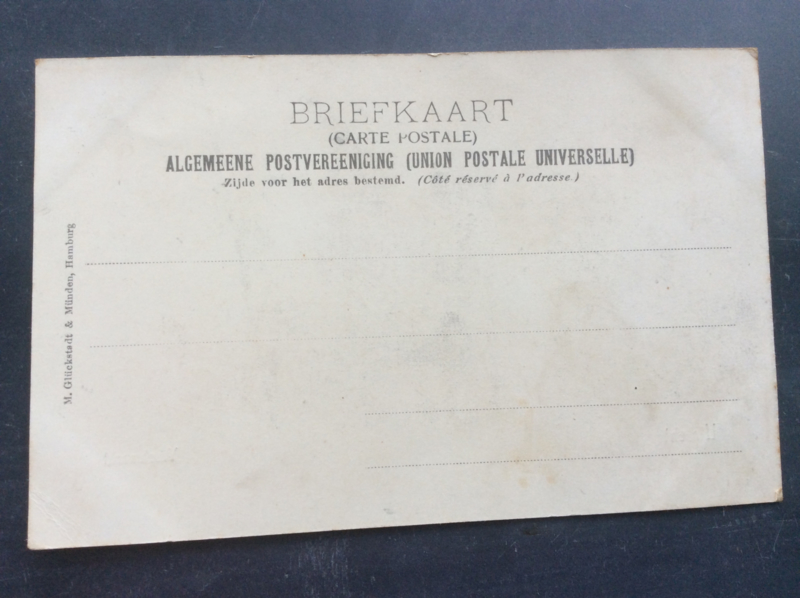 BRIEFKAART
(CARTE POSTALE)
ALGEMEENE POSTVEREENIGING (UNION POSTALE UNIVERSELLE)
Zijde voor het adres bestemd. (Côté réservé à l'adresse.)
M. Glückstadt & Münden, Hamburg